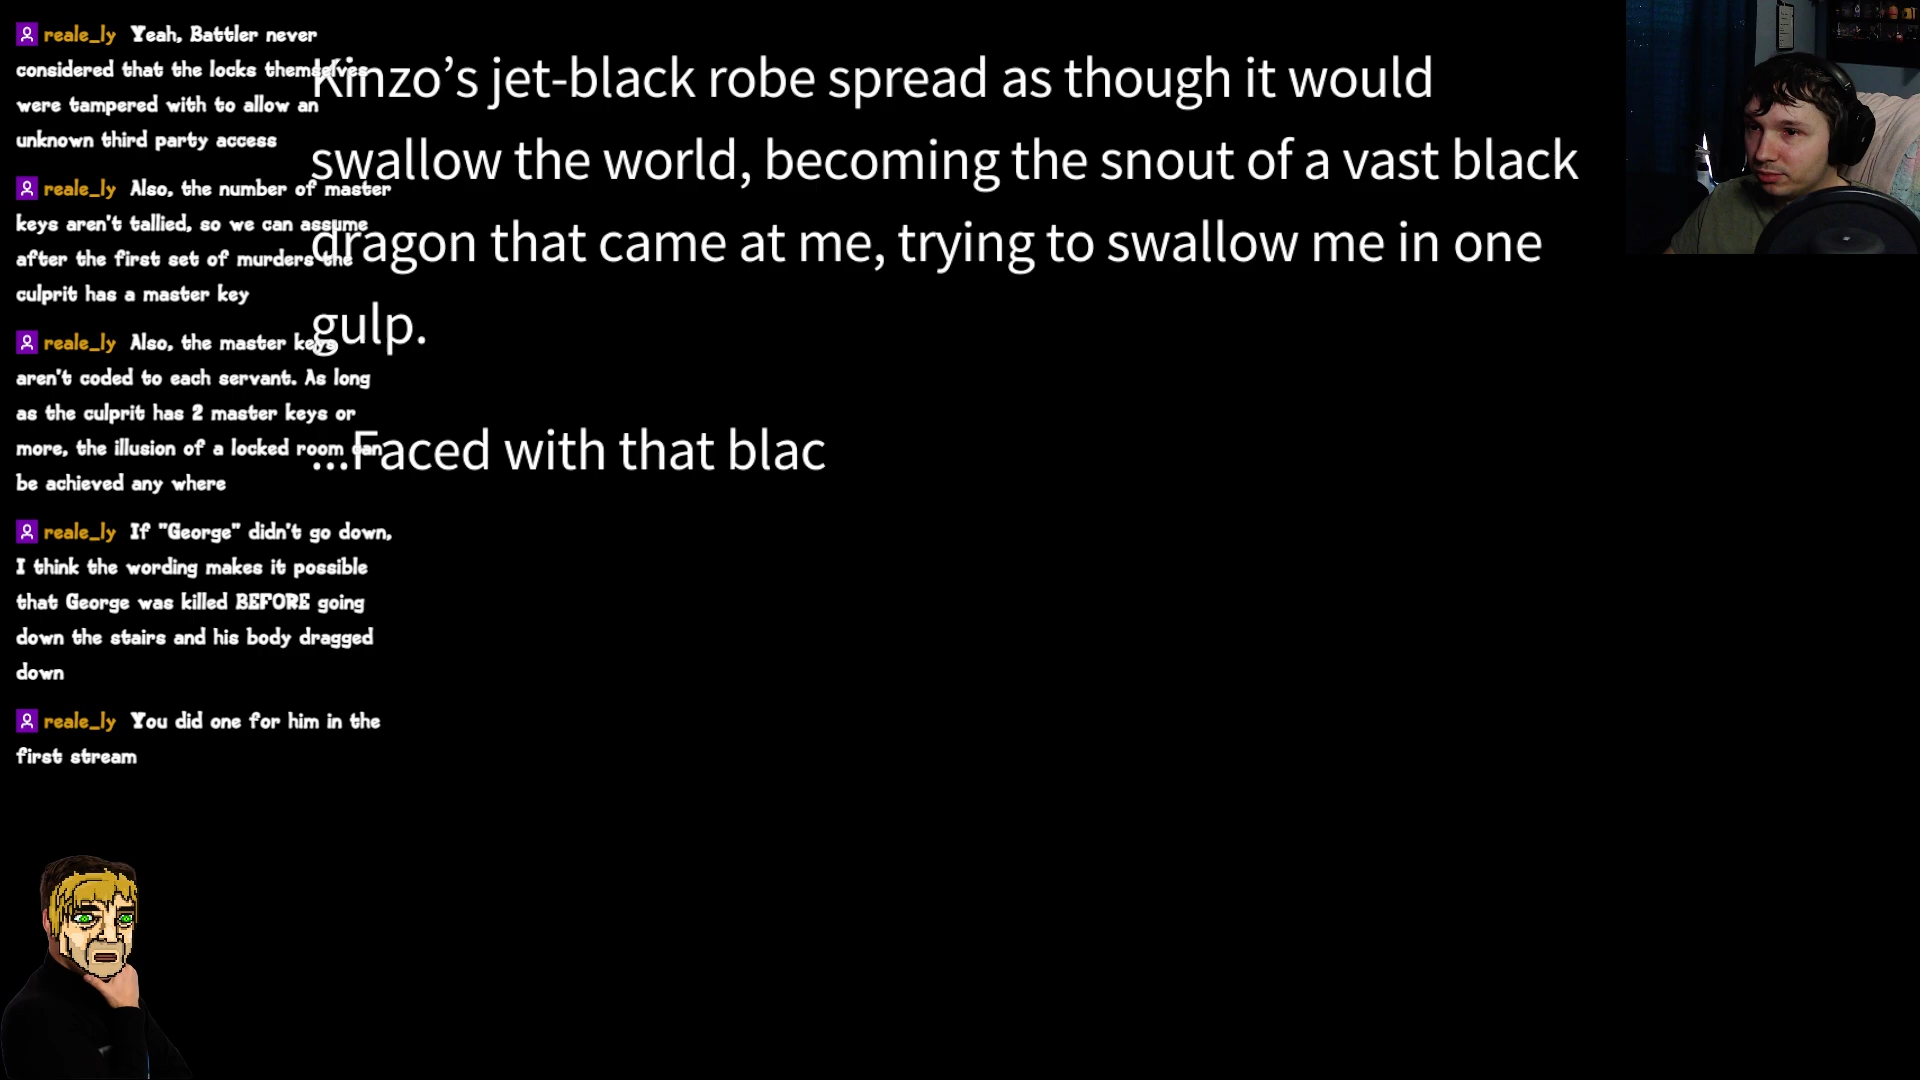 reale_ly Yeah, Battler never
considered that the locks themselves
were tampered with to allow an
unknown third party access
reale_ly Also, the number of master
keys aren't tallied, so we can assume
after the first set of murders the
culprit has a master key
reale_ly Also, the master keys
aren't coded to each servant. As long
as the culprit has 2 master keys or
more, the illusion of a locked room can
be achieved any where
reale_ly If "George" didn't go down,
I think the wording makes it possible
that George was killed BEFORE going
down the stairs and his body dragged
down
reale_ly You did one for him in the
first stream
Kinzo’s jet-black robe spread as though it would
swallow the world, becoming the snout of a vast black
dragon that came at me, trying to swallow me in one
gulp.
...Faced with that blac